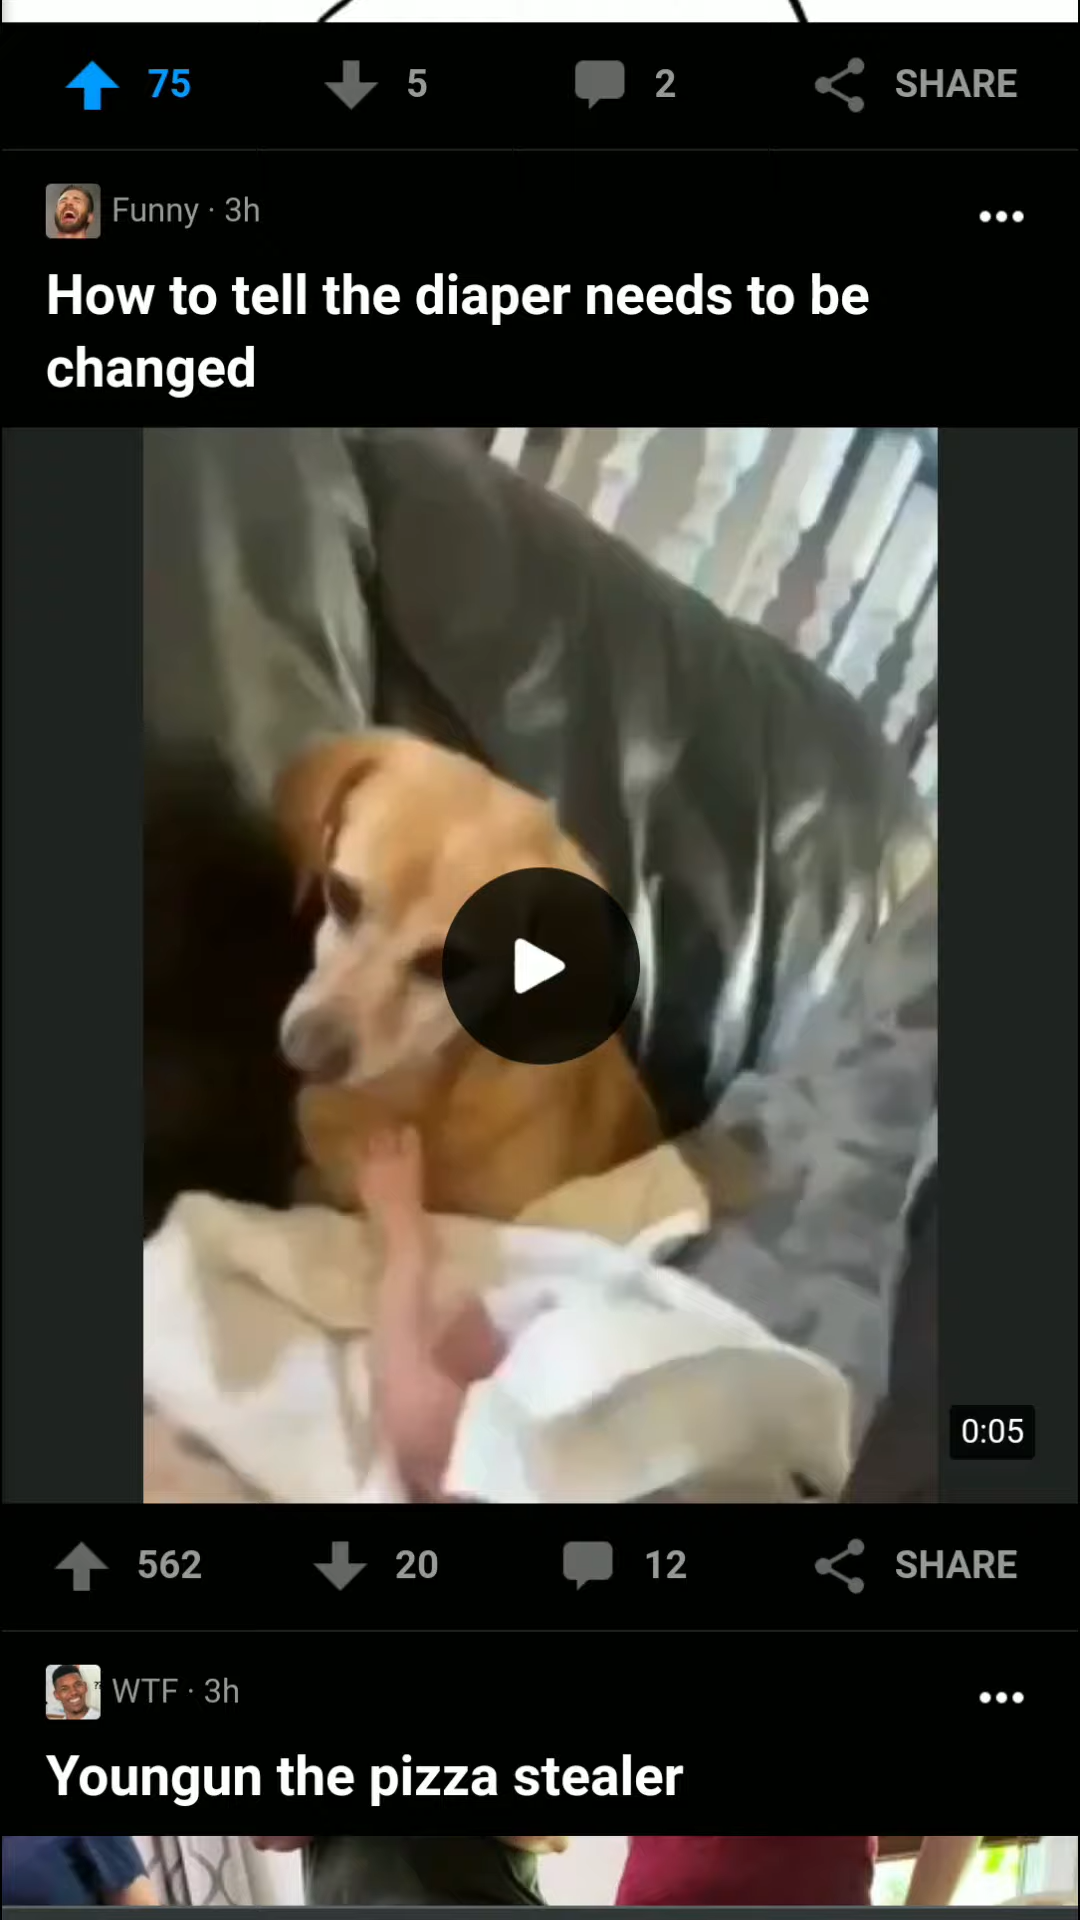 75 5 2 SHARE
Funny · 3h
How to tell the diaper needs to be
changed
0:05
562 20 12 SHARE
WTF · 3h
Youngun the pizza stealer